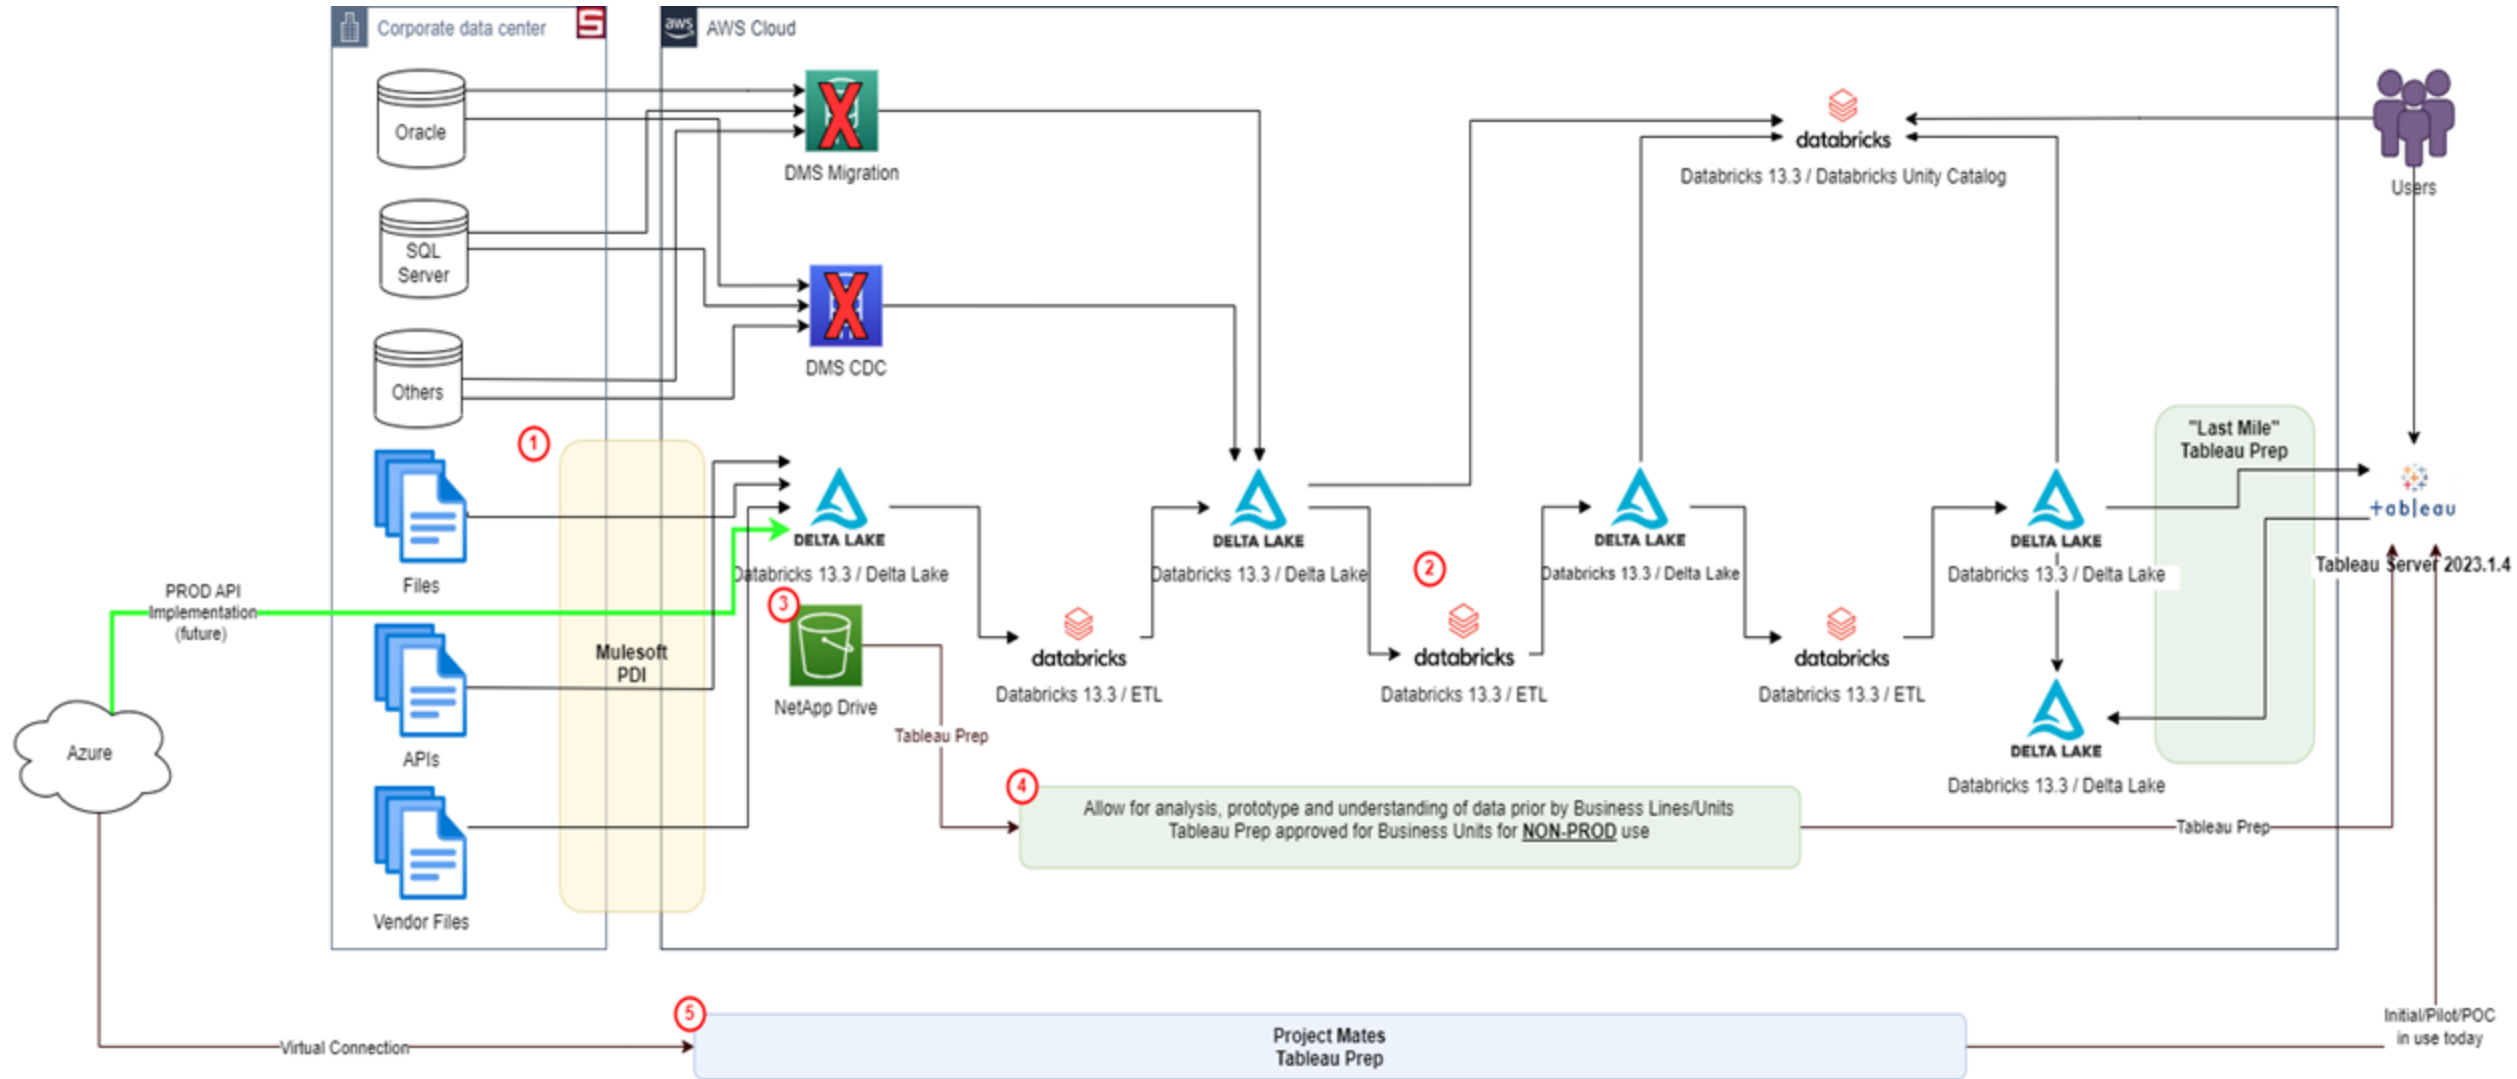 Corporate data center
S
aws
AWS Cloud
Oracle
X
DMS Migration
databricks
Databricks 13.3 / Databricks Unity Catalog
Users
SQL
Server
X
DMS CDC
Others
1
"Last Mile"
Tableau Prep
Files
DELTA LAKE
Databricks 13.3 / Delta Lake
DELTA LAKE
Databricks 13.3 / Delta Lake
2
DELTA LAKE
Databricks 13.3 / Delta Lake
DELTA LAKE
Databricks 13.3 / Delta Lake
+ableau
Tableau Server 2023.1.4
PROD API
Implementation
(future)
3
NetApp Drive
Mulesoft
PDI
databricks
Databricks 13.3 / ETL
databricks
Databricks 13.3 / ETL
databricks
Databricks 13.3 / ETL
DELTA LAKE
Databricks 13.3 / Delta Lake
Azure
APIs
Tableau Prep
4
Allow for analysis, prototype and understanding of data prior by Business Lines/Units
Tableau Prep approved for Business Units for NON-PROD use
Tableau Prep
Vendor Files
5
Virtual Connection
Project Mates
Tableau Prep
Initial/Pilot/POC
in use today